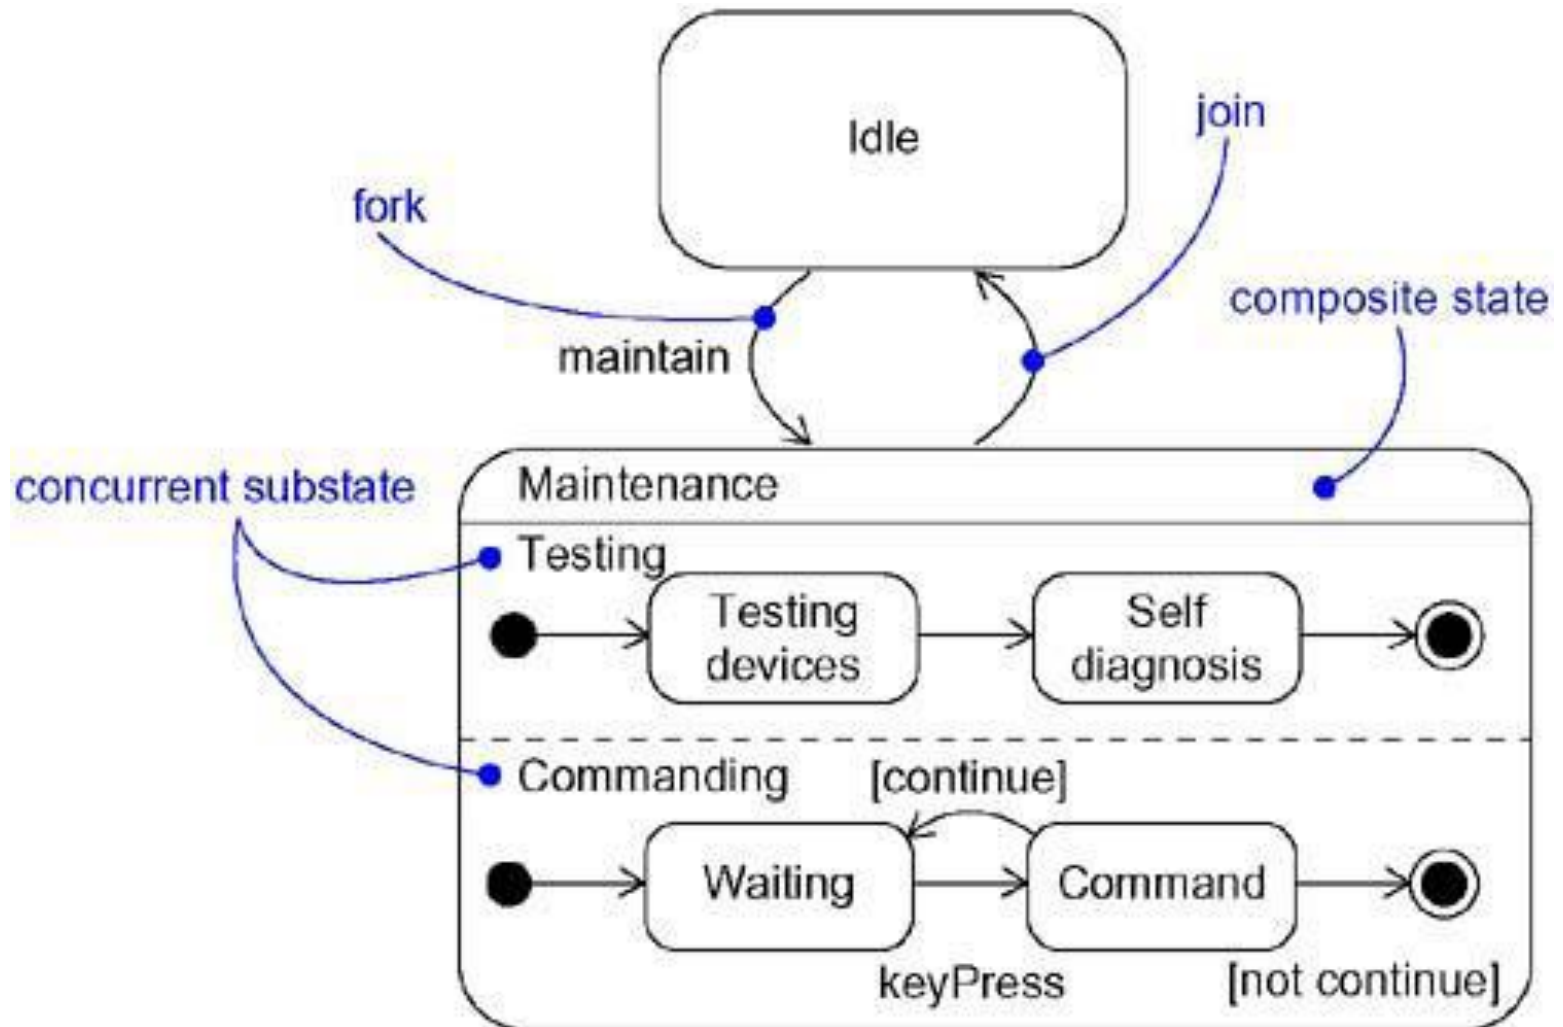 Idle
join
fork
composite state
maintain
concurrent substate
Maintenance
Testing
Testing
devices
Self
diagnosis
Commanding
[continue]
Waiting
Command
keyPress
[not continue]